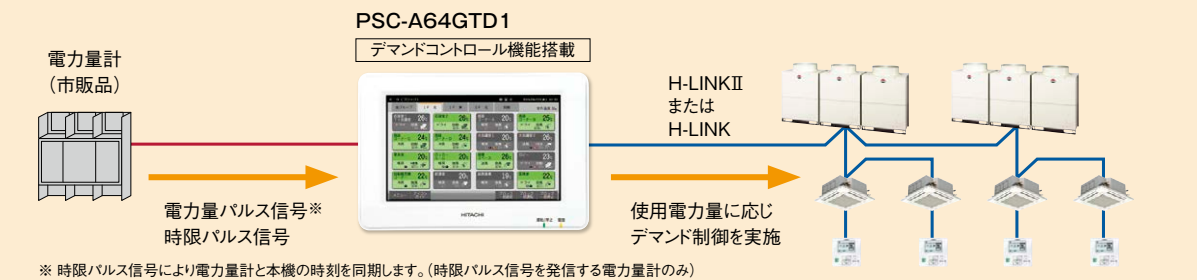 PSC-A64GTD1
デマンドコントロール機能搭載
電力量計
(市販品)
H-LINKⅡ
または
H-LINK
HITACHI
電力量パルス信号※
時限パルス信号
使用電力量に応じ
デマンド制御を実施
※ 時限パルス信号により電力量計と本機の時刻を同期します。(時限パルス信号を発信する電力量計のみ)